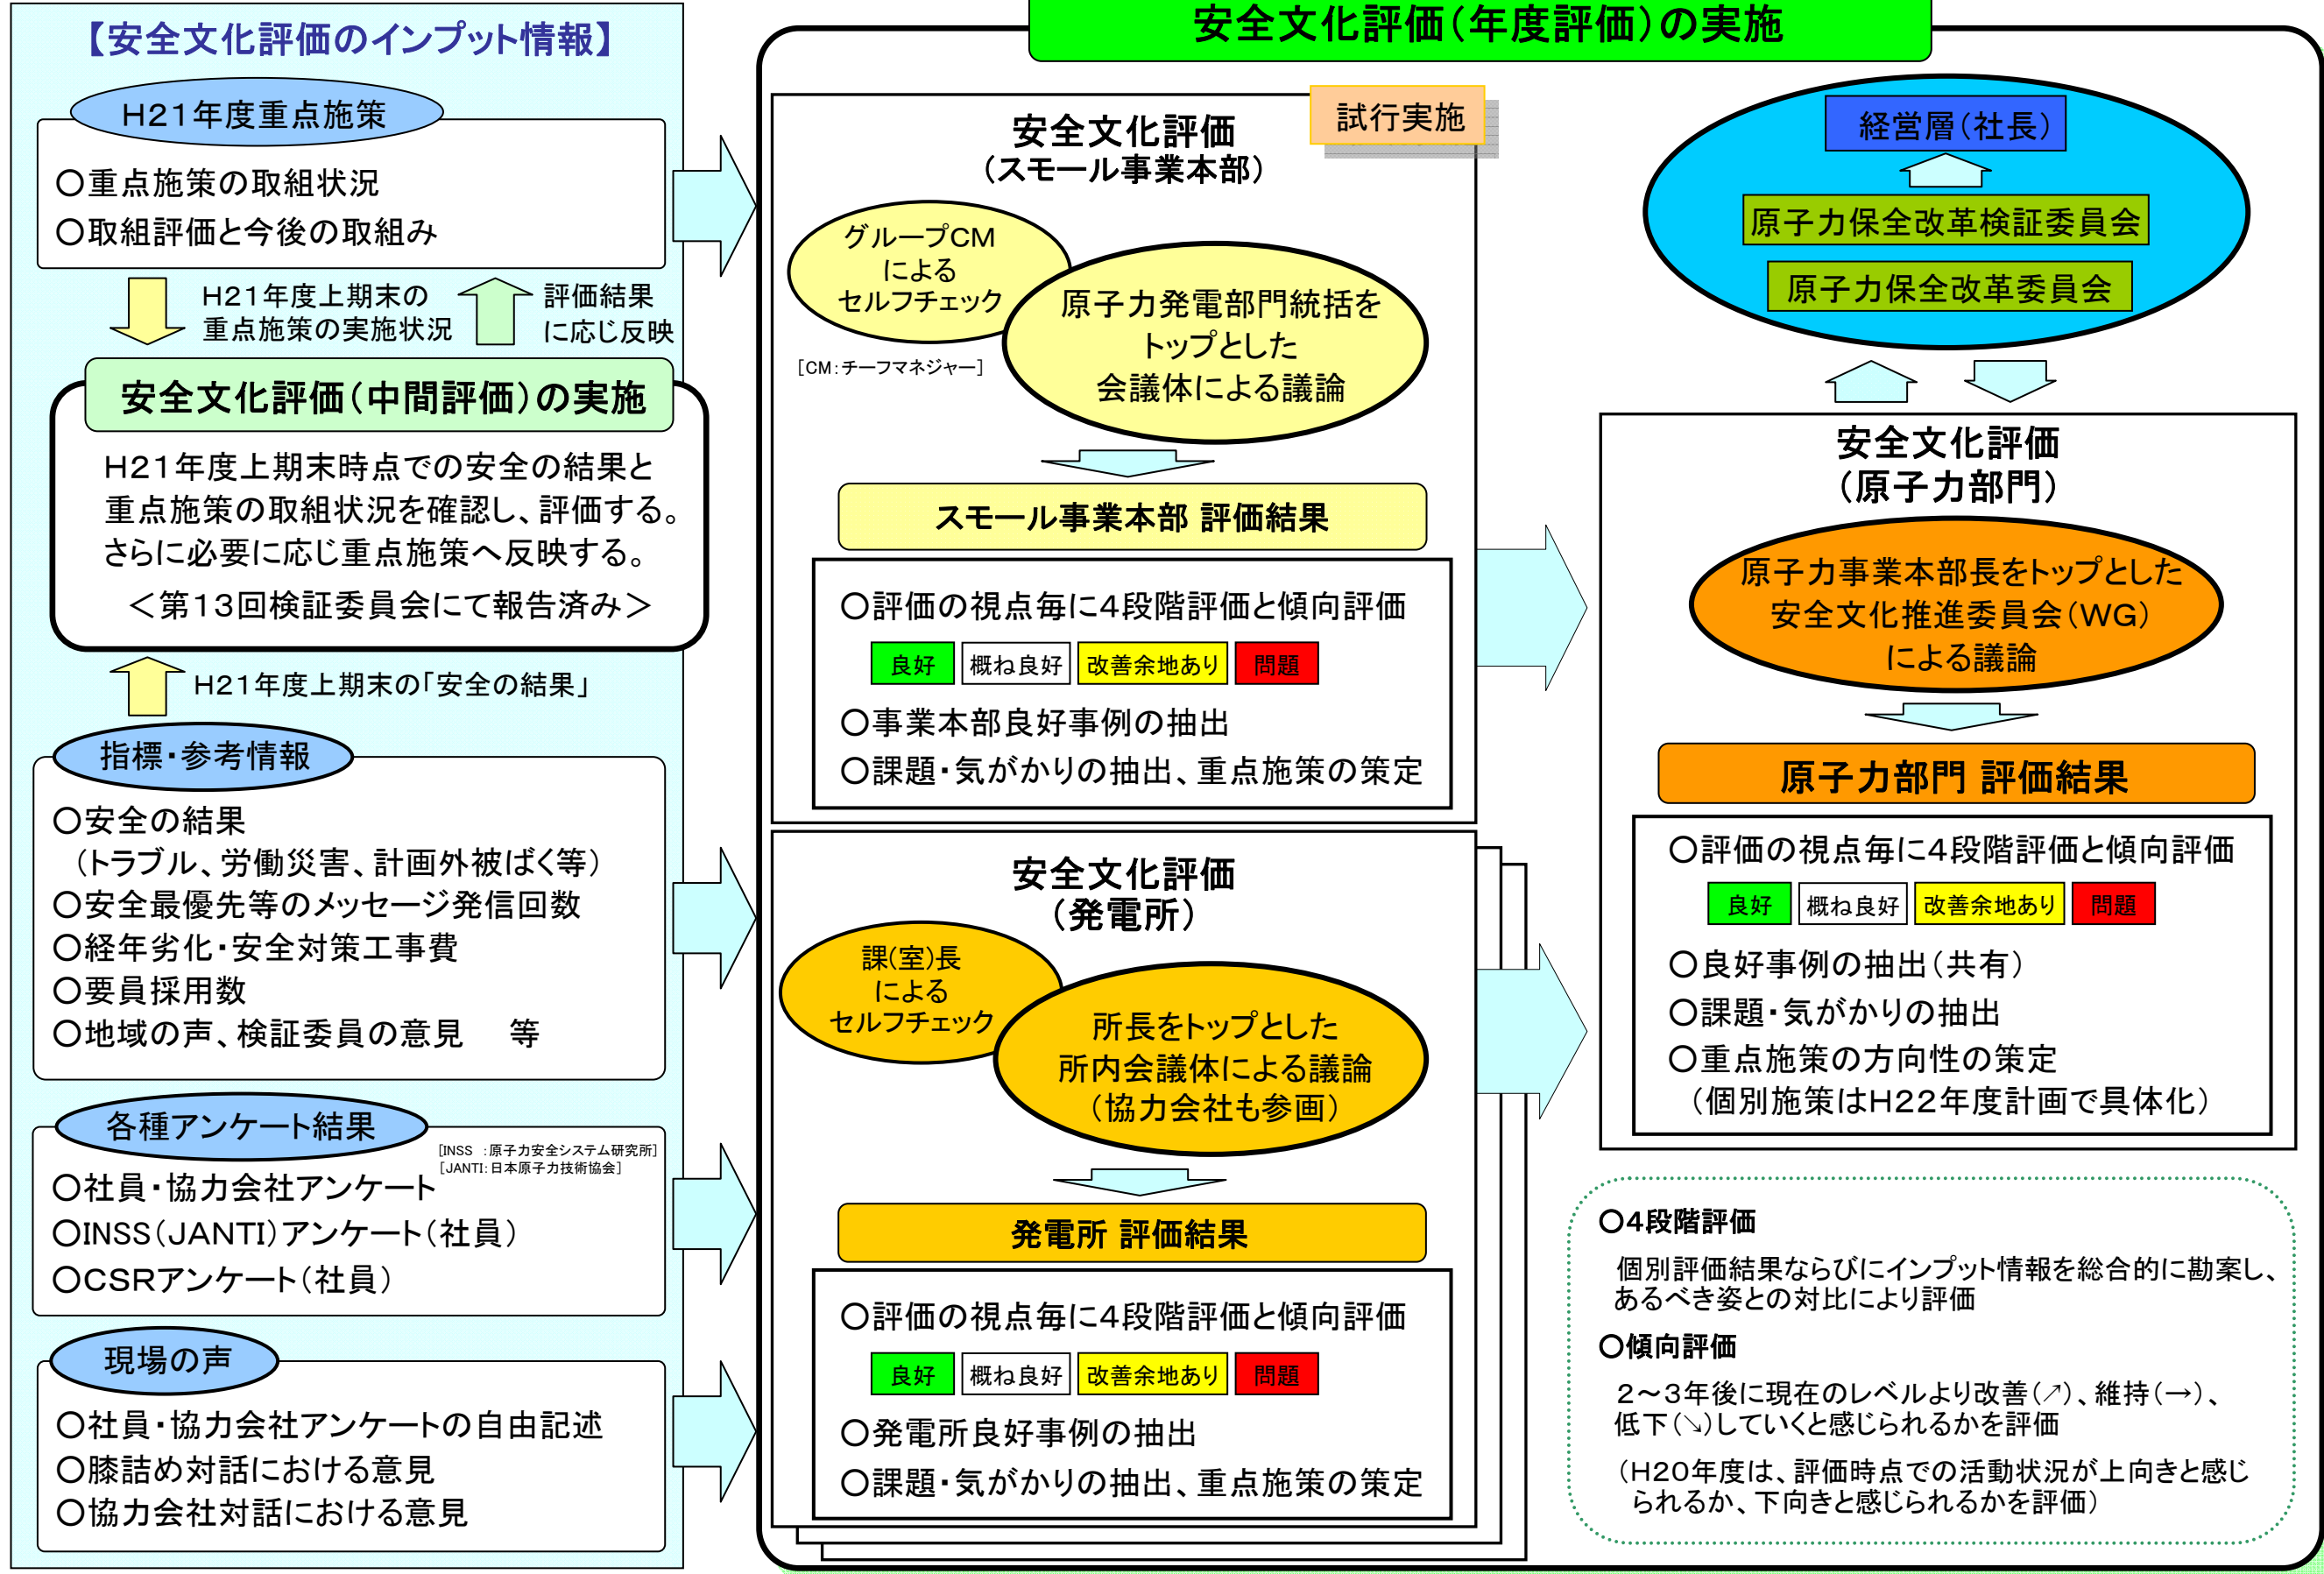 【安全文化評価のインプット情報】
H21年度重点施策
○重点施策の取組状況
○取組評価と今後の取組み
H21年度上期末の
重点施策の実施状況
評価結果
に応じ反映
安全文化評価(中間評価)の実施
H21年度上期末時点での安全の結果と
重点施策の取組状況を確認し、評価する。
さらに必要に応じ重点施策へ反映する。
＜第13回検証委員会にて報告済み＞
H21年度上期末の「安全の結果」
指標・参考情報
○安全の結果
(トラブル、労働災害、計画外被ばく等)
○安全最優先等のメッセージ発信回数
○経年劣化・安全対策工事費
○要員採用数
○地域の声、検証委員の意見　等
各種アンケート結果
[INSS ：原子力安全システム研究所]
[JANTI：日本原子力技術協会]
○社員・協力会社アンケート
○INSS(JANTI)アンケート(社員)
○CSRアンケート(社員)
現場の声
○社員・協力会社アンケートの自由記述
○膝詰め対話における意見
○協力会社対話における意見
安全文化評価(年度評価)の実施
試行実施
安全文化評価
(スモール事業本部)
グループCM
による
セルフチェック
[CM：チーフマネジャー]
原子力発電部門統括を
トップとした
会議体による議論
スモール事業本部 評価結果
○評価の視点毎に4段階評価と傾向評価
良好 概ね良好 改善余地あり 問題
○事業本部良好事例の抽出
○課題・気がかりの抽出、重点施策の策定
安全文化評価
(発電所)
課(室)長
による
セルフチェック
所長をトップとした
所内会議体による議論
(協力会社も参画)
発電所 評価結果
○評価の視点毎に4段階評価と傾向評価
良好 概ね良好 改善余地あり 問題
○発電所良好事例の抽出
○課題・気がかりの抽出、重点施策の策定
経営層(社長)
原子力保全改革検証委員会
原子力保全改革委員会
安全文化評価
(原子力部門)
原子力事業本部長をトップとした
安全文化推進委員会(WG)
による議論
原子力部門 評価結果
○評価の視点毎に4段階評価と傾向評価
良好 概ね良好 改善余地あり 問題
○良好事例の抽出(共有)
○課題・気がかりの抽出
○重点施策の方向性の策定
(個別施策はH22年度計画で具体化)
○4段階評価
個別評価結果ならびにインプット情報を総合的に勘案し、
あるべき姿との対比により評価
○傾向評価
2～3年後に現在のレベルより改善(↗)、維持(→)、
低下(↘)していくと感じられるかを評価
(H20年度は、評価時点での活動状況が上向きと感じ
られるか、下向きと感じられるかを評価)